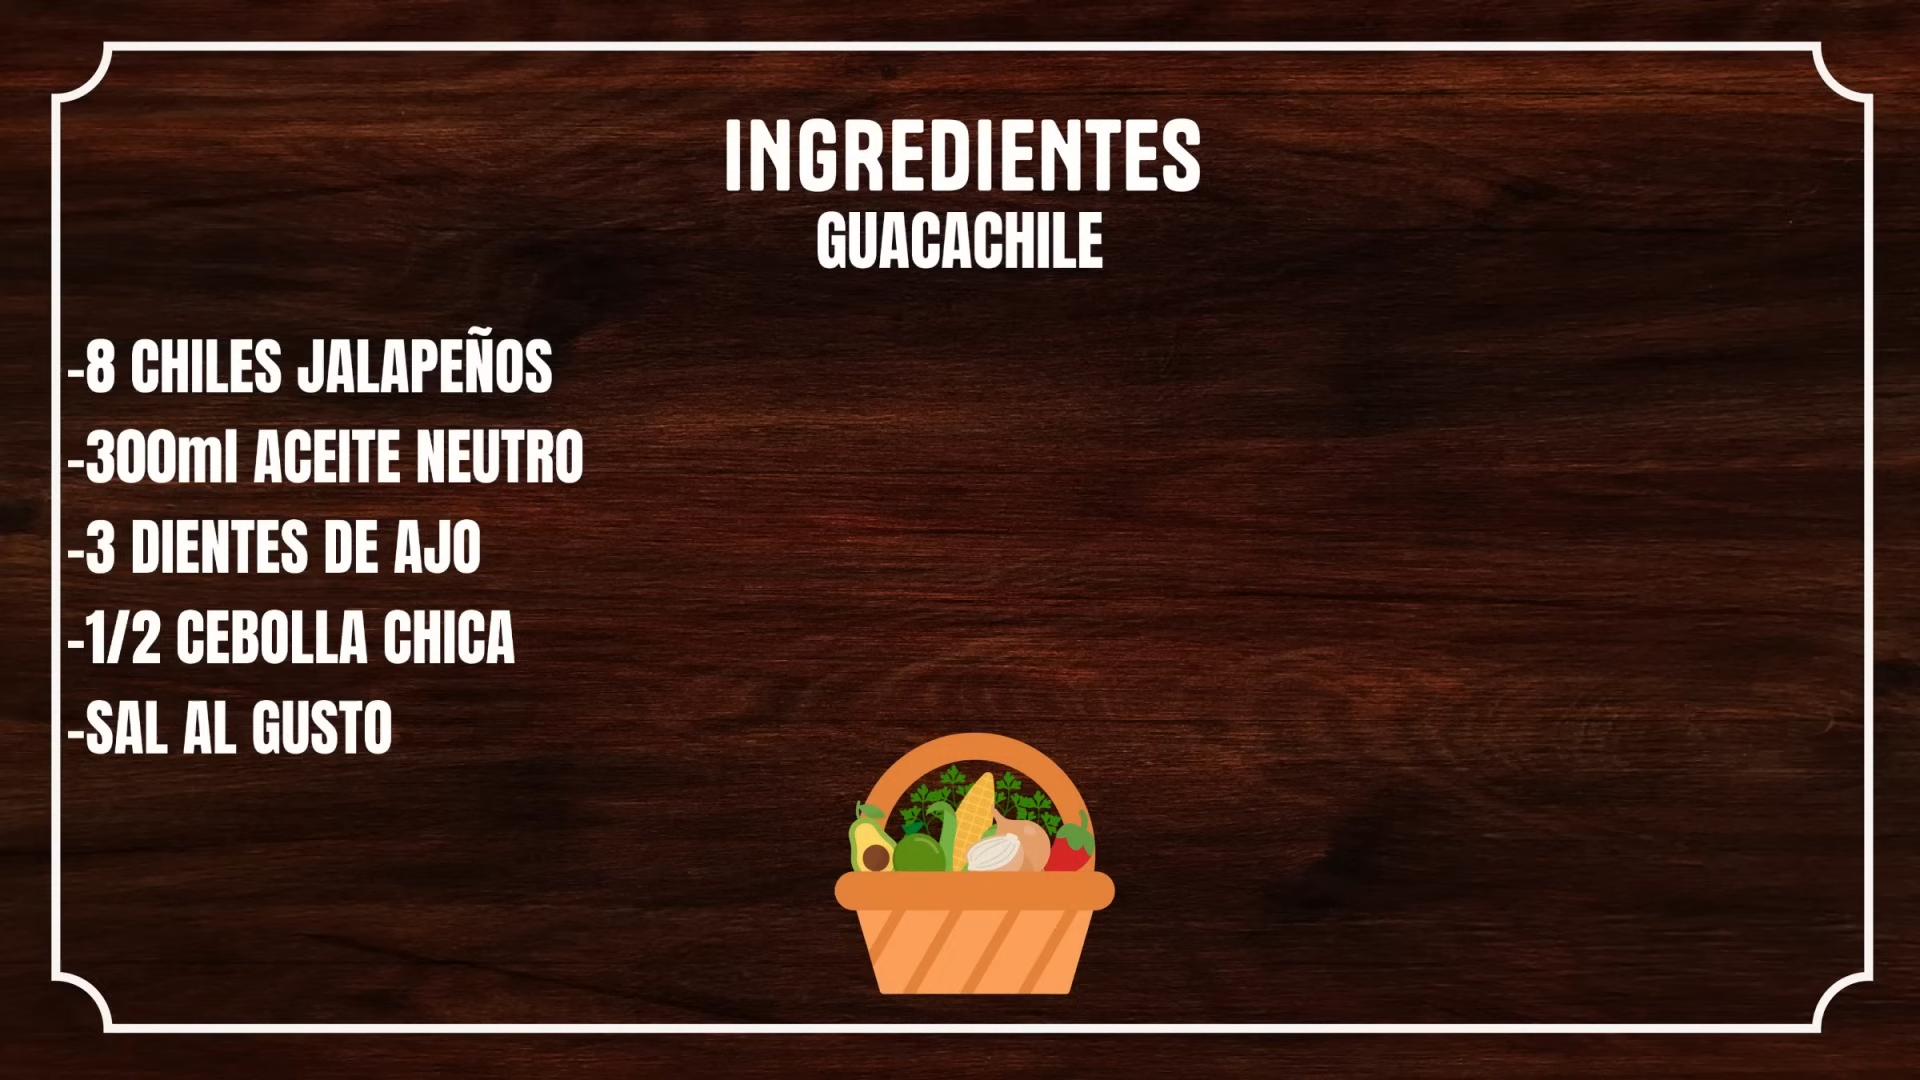 INGREDIENTES
GUACACHILE
-8 CHILES JALAPEÑOS
-300ml ACEITE NEUTRO
-3 DIENTES DE AJO
-1/2 CEBOLLA CHICA
-SAL AL GUSTO